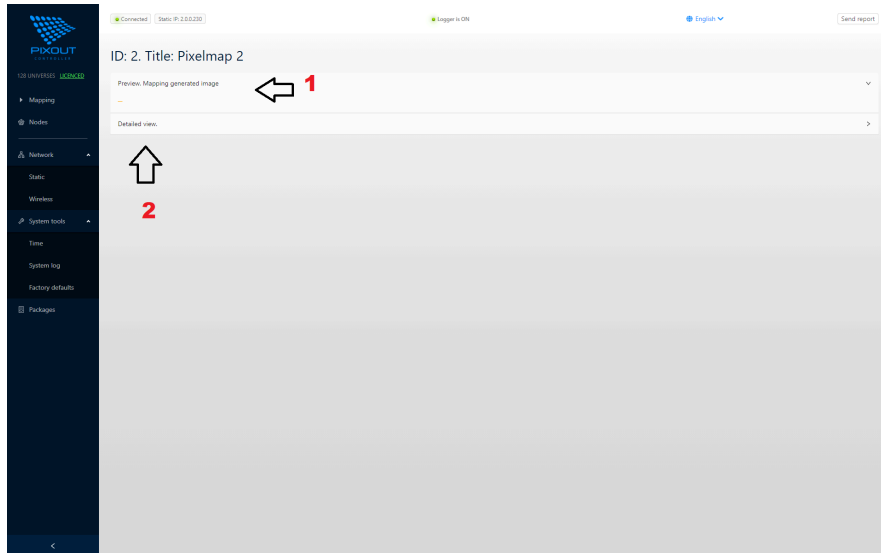 PIXOUT
CONTROLLER
128 UNIVERSES LICENCED
Mapping
Nodes
Network
Static
Wireless
System tools
Time
System log
Factory defaults
Packages
Connected
Static IP: 2.0.0.230
Logger is ON
English
Send report
ID: 2. Title: Pixelmap 2
Preview. Mapping generated image
1
...
Detailed view.
2